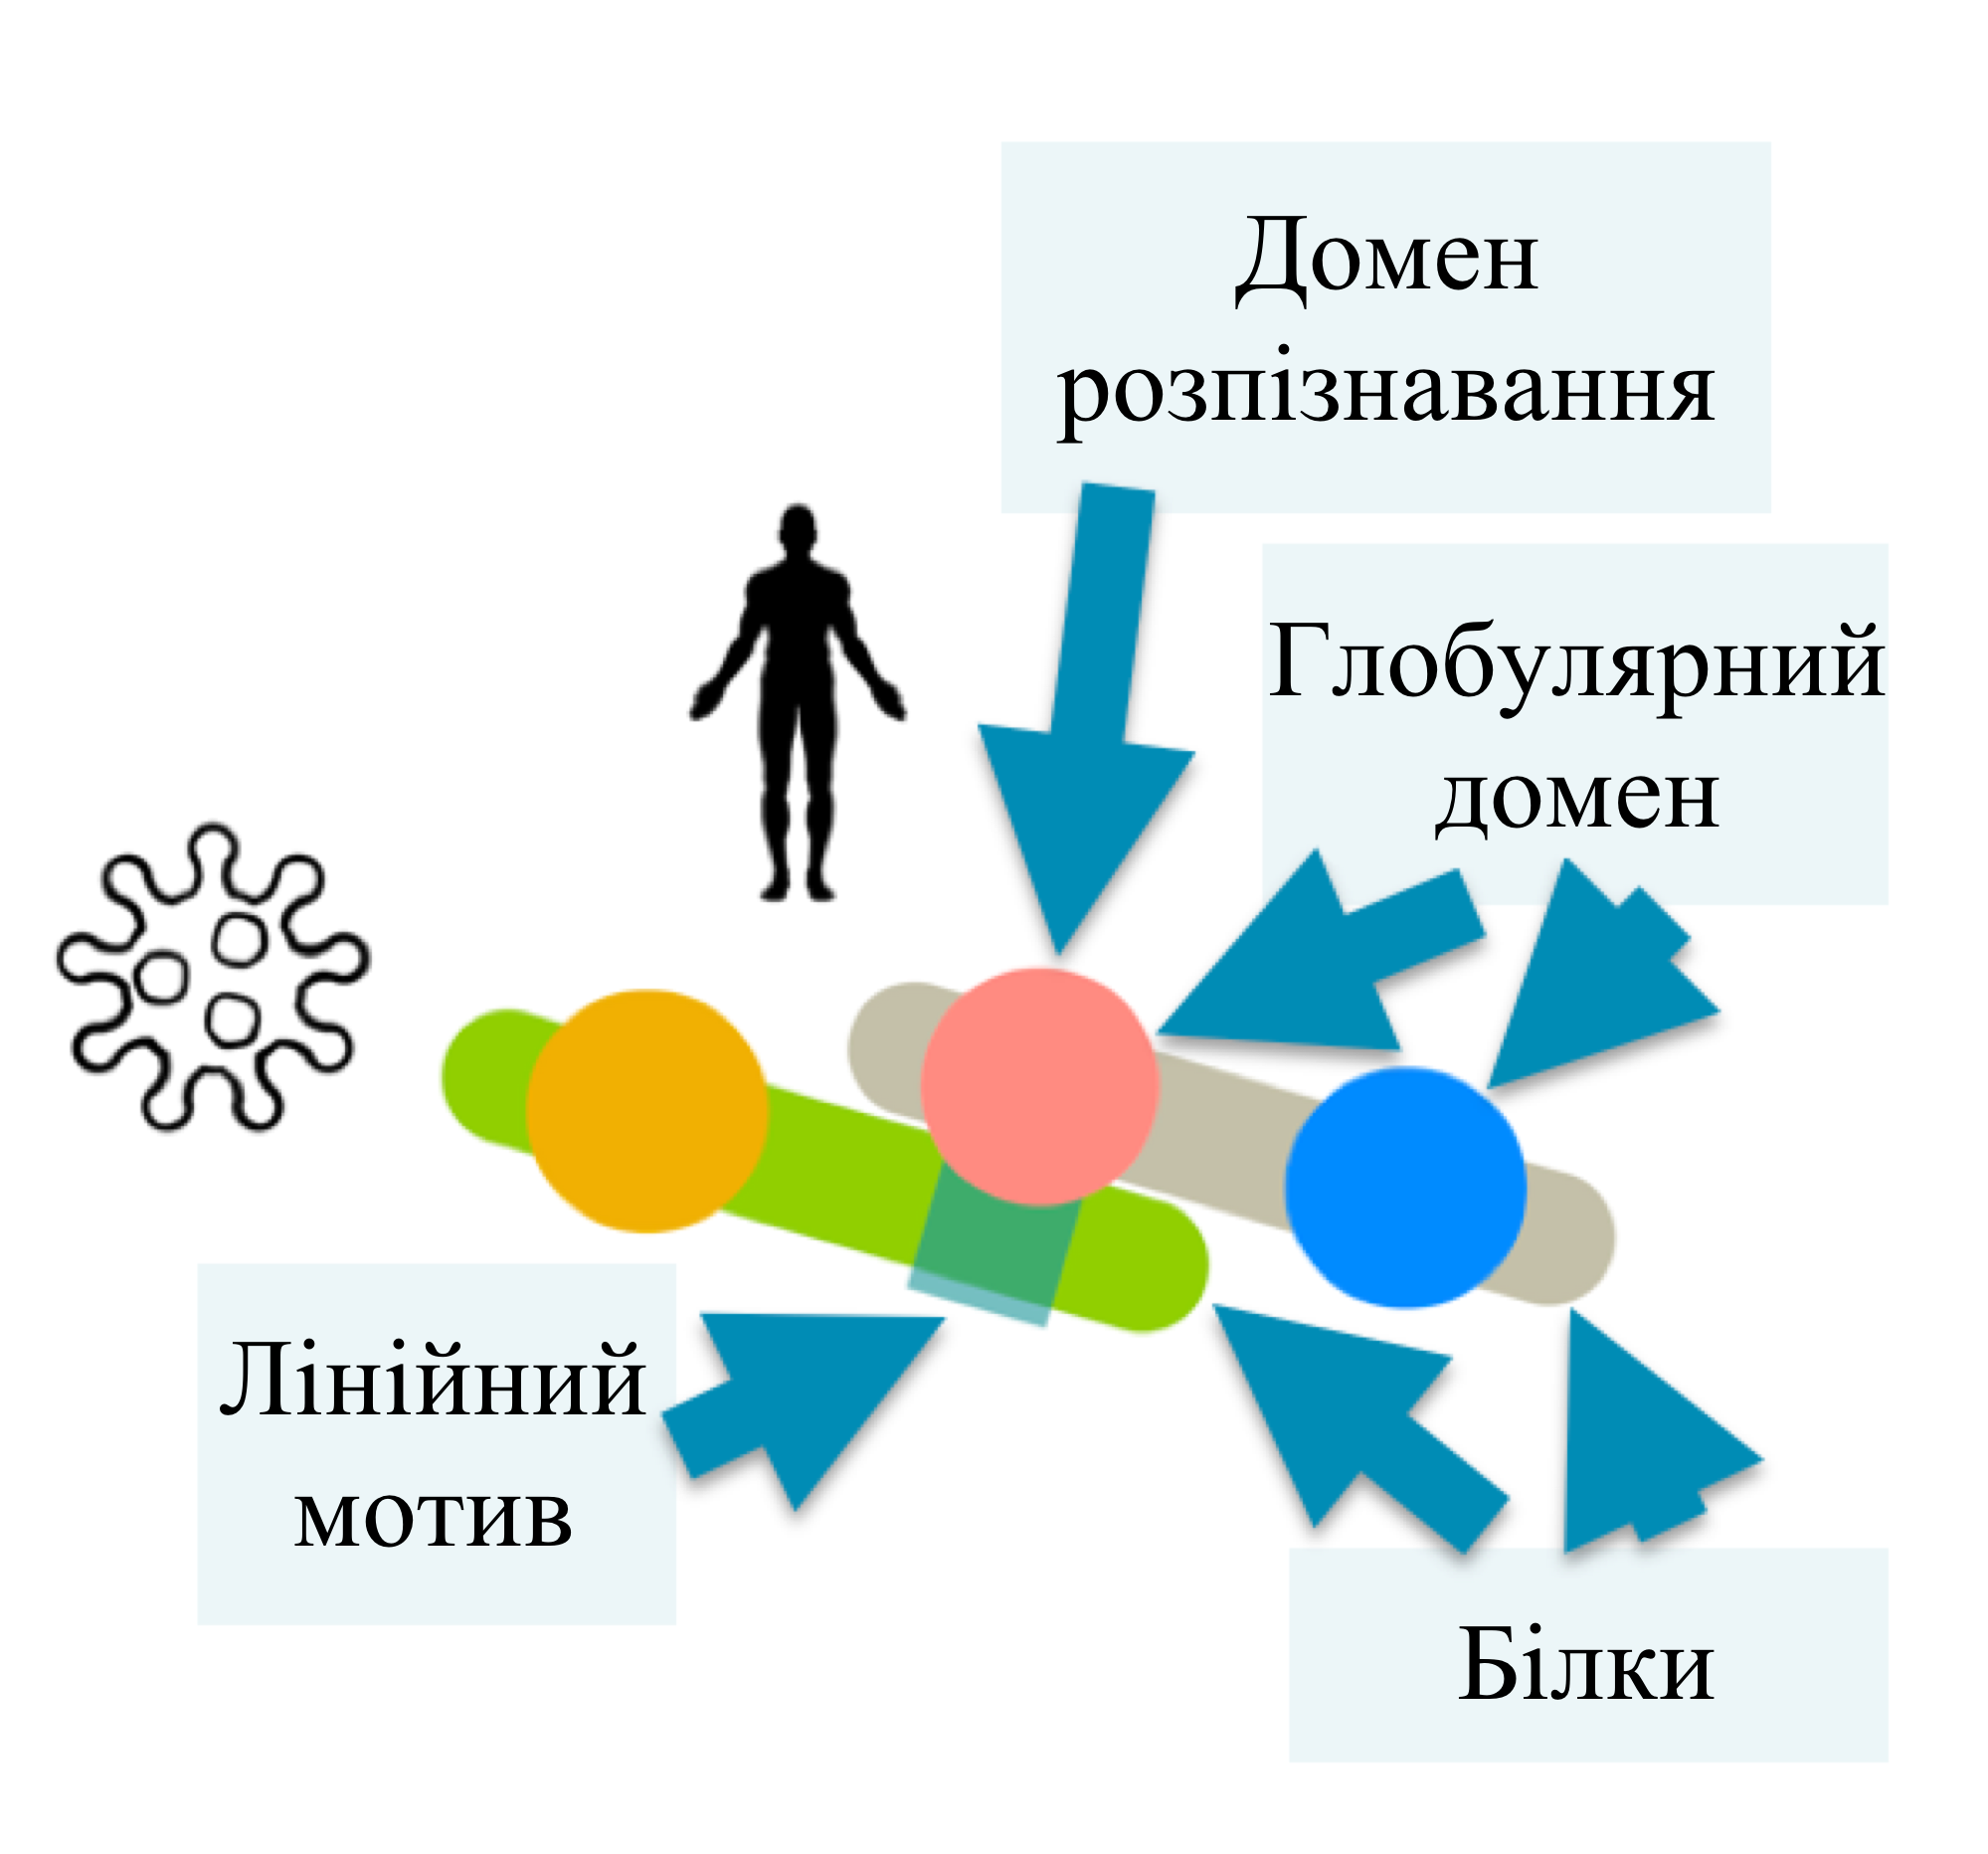 Домен
розпізнавання
Глобулярний
домен
Лінійний
мотив
Білки